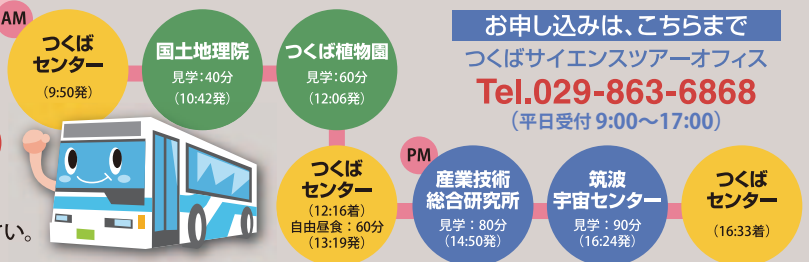 AM
つくば
センター
(9:50発)
国土地理院
見学:40分
(10:42発)
つくば植物園
見学:60分
(12:06発)
お申し込みは、こちらまで
つくばサイエンスツアーオフィス
Tel.029-863-6868
(平日受付 9:00〜17:00)
つくば
センター
(12:16着)
自由昼食:60分
(13:19発)
PM
産業技術
総合研究所
見学:80分
(14:50発)
筑波
宇宙センター
見学:90分
(16:24発)
つくば
センター
(16:33着)
い。